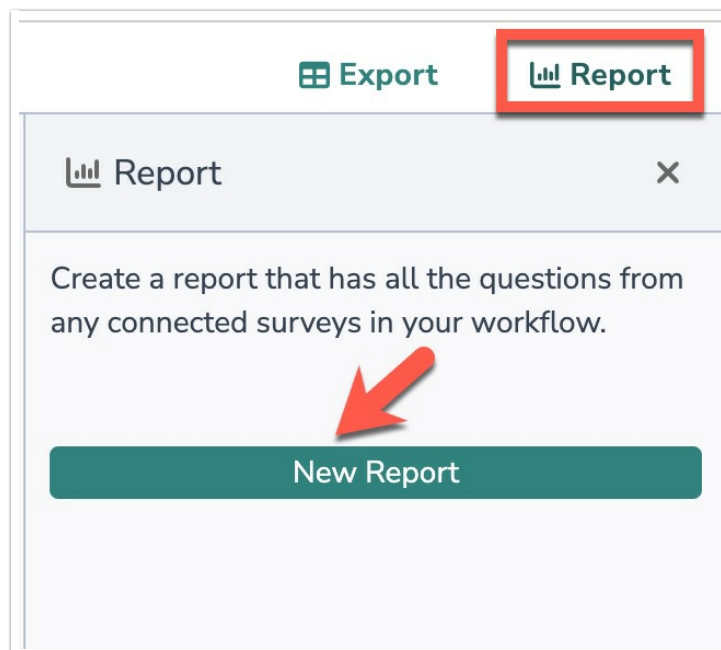 Export
Report
Report
Create a report that has all the questions from
any connected surveys in your workflow.
New Report